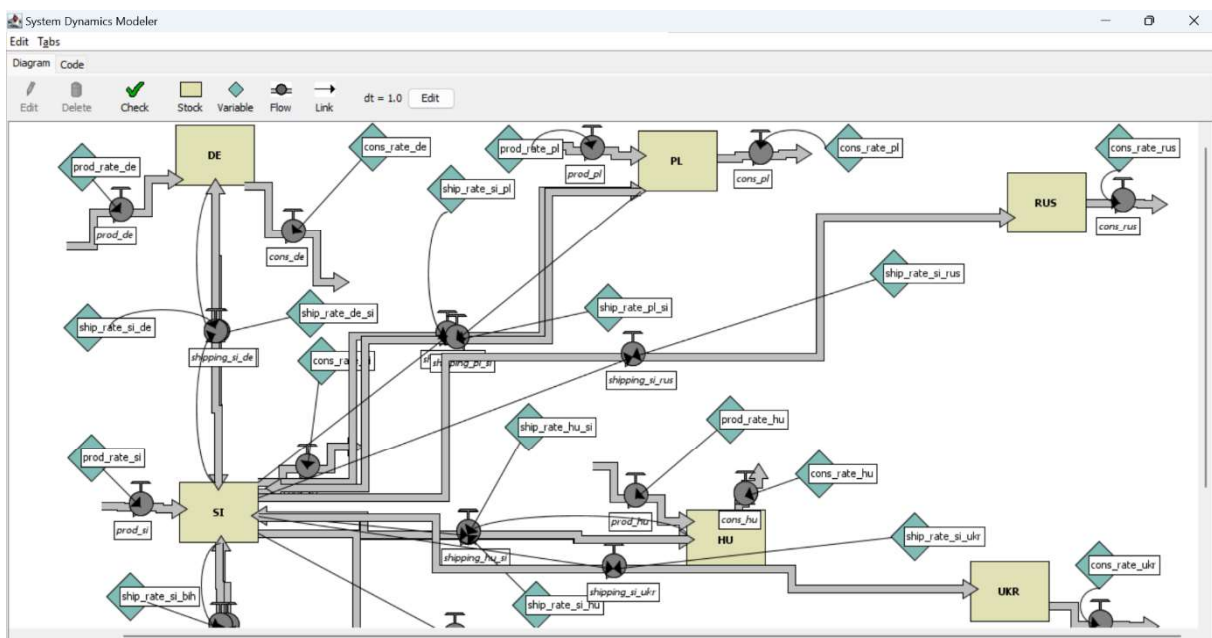 System Dynamics Modeler
Edit Tabs
Diagram Code
Edit Delete Check Stock Variable Flow Link dt = 1.0 Edit
DE
prod_rate_de
prod_de
cons_rate_de
cons_de
prod_rate_pl
prod_pl
PL
cons_rate_pl
cons_pl
cons_rate_rus
RUS
cons_rus
ship_rate_si_pl
ship_rate_si_rus
ship_rate_si_de
ship_rate_de_si
shipping_si_de
ship_rate_pl_si
shipping_pl_si
shipping_si_rus
ship_rate_hu_si
prod_rate_hu
prod_rate_si
cons_rate_hu
prod_si
SI
prod_hu
cons_hu
HU
shipping_hu_si
ship_rate_si_ukr
shipping_si_ukr
cons_rate_ukr
UKR
ship_rate_si_bih
ship_rate_si_hu